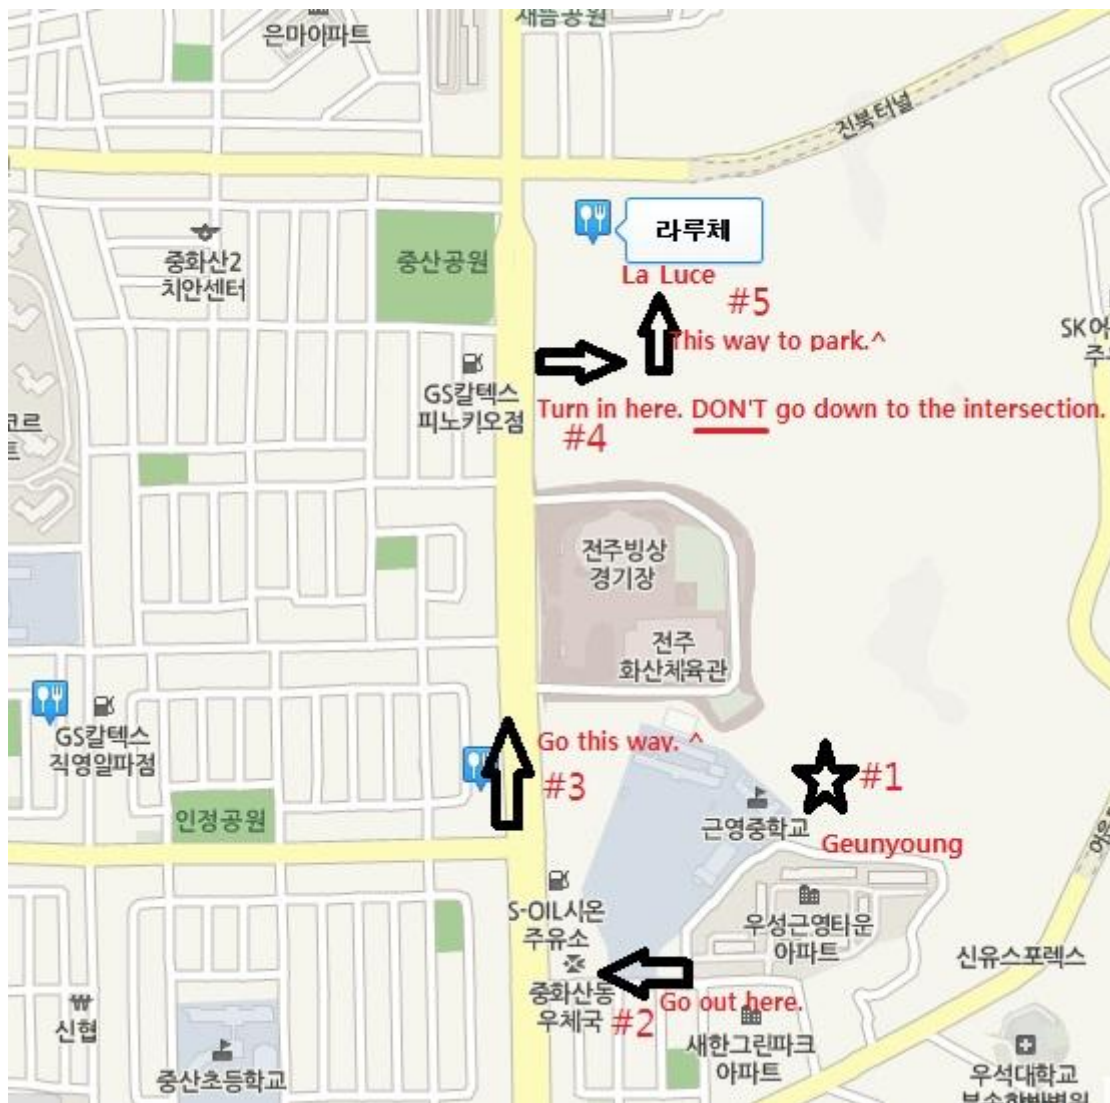 새뜸공원
은마아파트
진북터널
라루체
중화산2
치안센터
중산공원
La Luce
#5
This way to park.^
SK
GS칼텍스
피노키오점
Turn in here. DON'T go down to the intersection.
#4
코르
전주빙상
경기장
전주
화산체육관
GS칼텍스
직영일파점
Go this way. ^
#3
#1
인정공원
근영중학교
Geunyoung
S-OIL시온
주유소
우성근영타운
아파트
신유스포렉스
중화산동
우체국
#2
Go out here.
신협
새한그린파크
아파트
중산초등학교
우석대학교